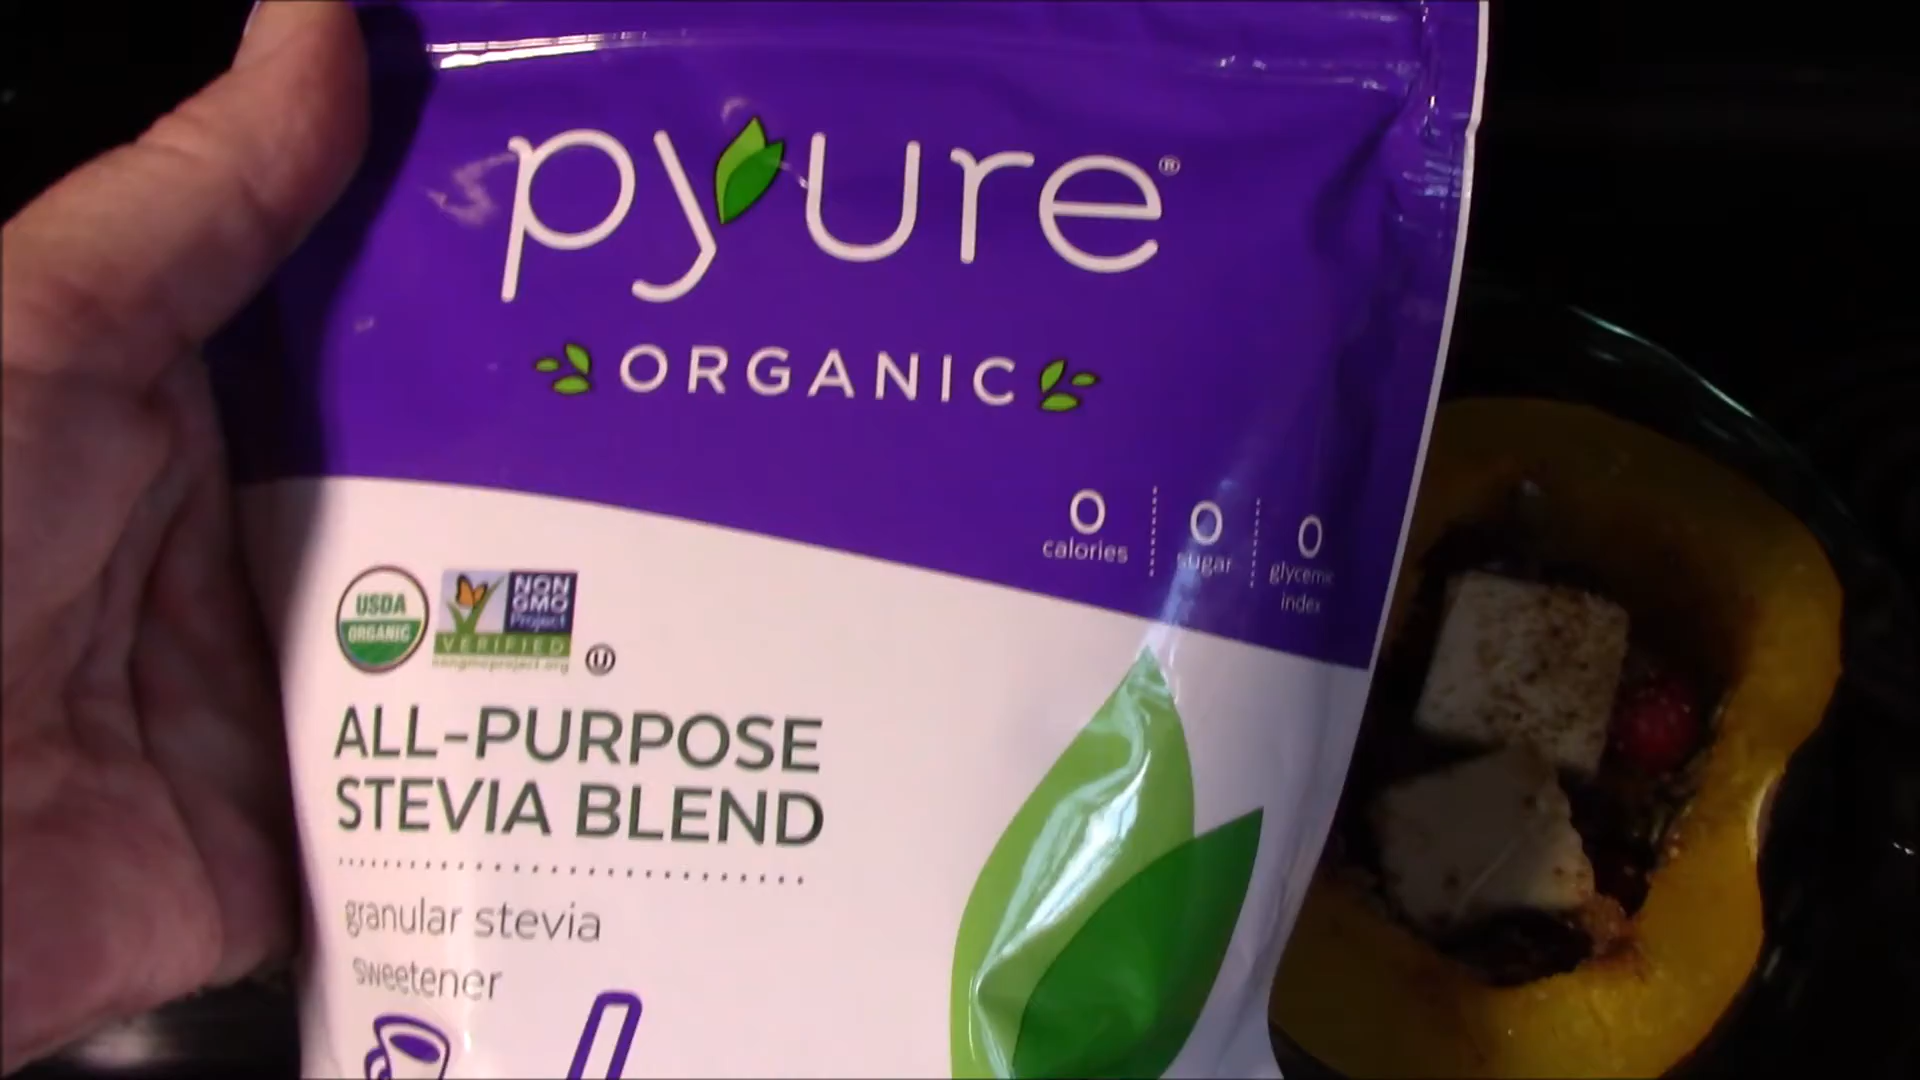 pyure®
ORGANIC
0 0 0
calories sugar glycemic
index
USDA
ORGANIC
NON
GMO
Project
VERIFIED
nongmoproject.org
U
ALL-PURPOSE
STEVIA BLEND
granular stevia
sweetener